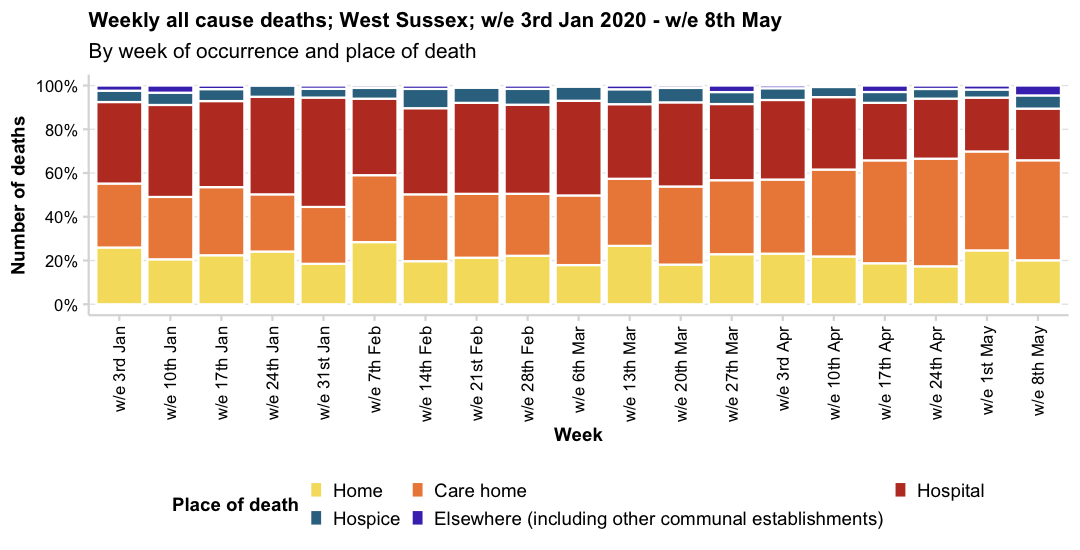 Weekly all cause deaths; West Sussex; w/e 3rd Jan 2020 - w/e 8th May
By week of occurrence and place of death
Number of deaths
100%
80%
60%
40%
20%
0%
w/e 3rd Jan
w/e 10th Jan
w/e 17th Jan
w/e 24th Jan
w/e 31st Jan
w/e 7th Feb
w/e 14th Feb
w/e 21st Feb
w/e 28th Feb
w/e 6th Mar
w/e 13th Mar
w/e 20th Mar
w/e 27th Mar
w/e 3rd Apr
w/e 10th Apr
w/e 17th Apr
w/e 24th Apr
w/e 1st May
w/e 8th May
Week
Place of death
Home
Care home
Hospital
Hospice
Elsewhere (including other communal establishments)